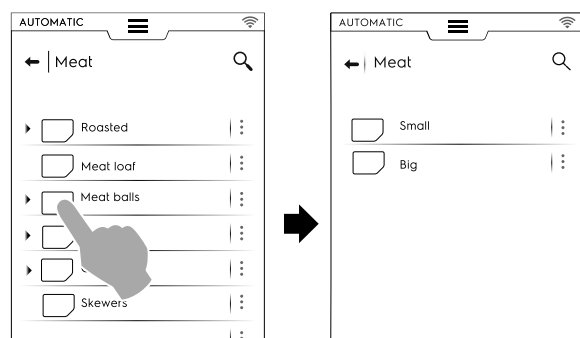 AUTOMATIC
Meat
Roasted
Meat loaf
Meat balls
Skewers
AUTOMATIC
Meat
Small
Big